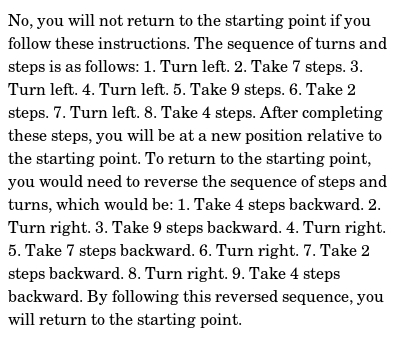 No, you will not return to the starting point if you
follow these instructions. The sequence of turns and
steps is as follows: 1. Turn left. 2. Take 7 steps. 3.
Turn left. 4. Turn left. 5. Take 9 steps. 6. Take 2
steps. 7. Turn left. 8. Take 4 steps. After completing
these steps, you will be at a new position relative to
the starting point. To return to the starting point,
you would need to reverse the sequence of steps and
turns, which would be: 1. Take 4 steps backward. 2.
Turn right. 3. Take 9 steps backward. 4. Turn right.
5. Take 7 steps backward. 6. Turn right. 7. Take 2
steps backward. 8. Turn right. 9. Take 4 steps
backward. By following this reversed sequence, you
will return to the starting point.